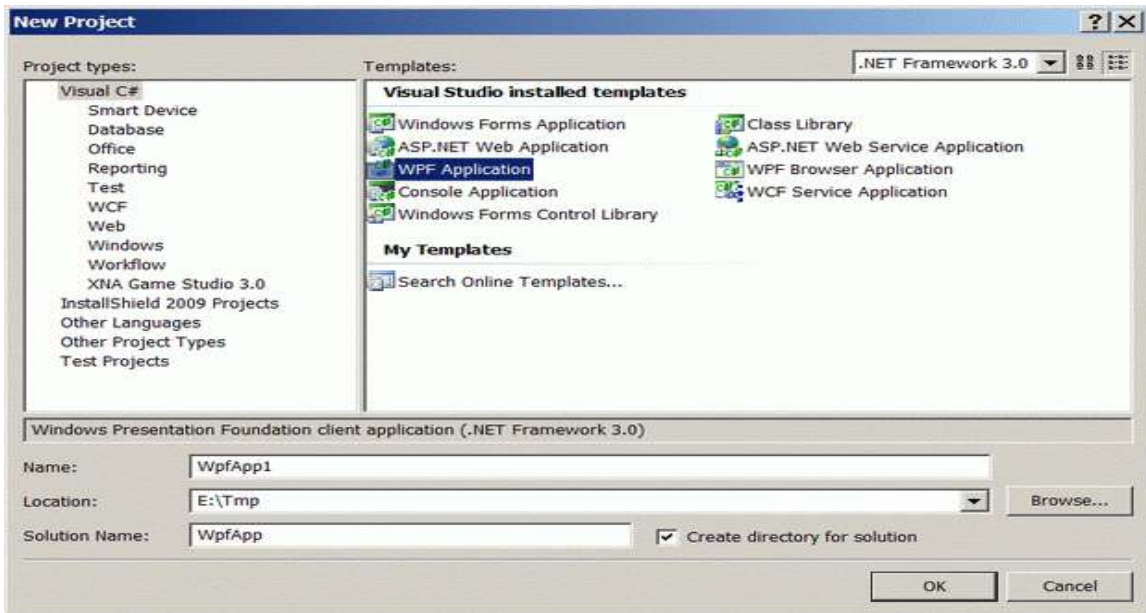 New Project
Project types:
Templates:
.NET Framework 3.0
Visual C#
Smart Device
Database
Office
Reporting
Test
WCF
Web
Windows
Workflow
XNA Game Studio 3.0
InstallShield 2009 Projects
Other Languages
Other Project Types
Test Projects
Visual Studio installed templates
Windows Forms Application
ASP.NET Web Application
WPF Application
Console Application
Windows Forms Control Library
Class Library
ASP.NET Web Service Application
WPF Browser Application
WCF Service Application
My Templates
Search Online Templates...
Windows Presentation Foundation client application (.NET Framework 3.0)
Name:
WpfApp1
Location:
E:\Tmp
Browse...
Solution Name:
WpfApp
Create directory for solution
OK
Cancel